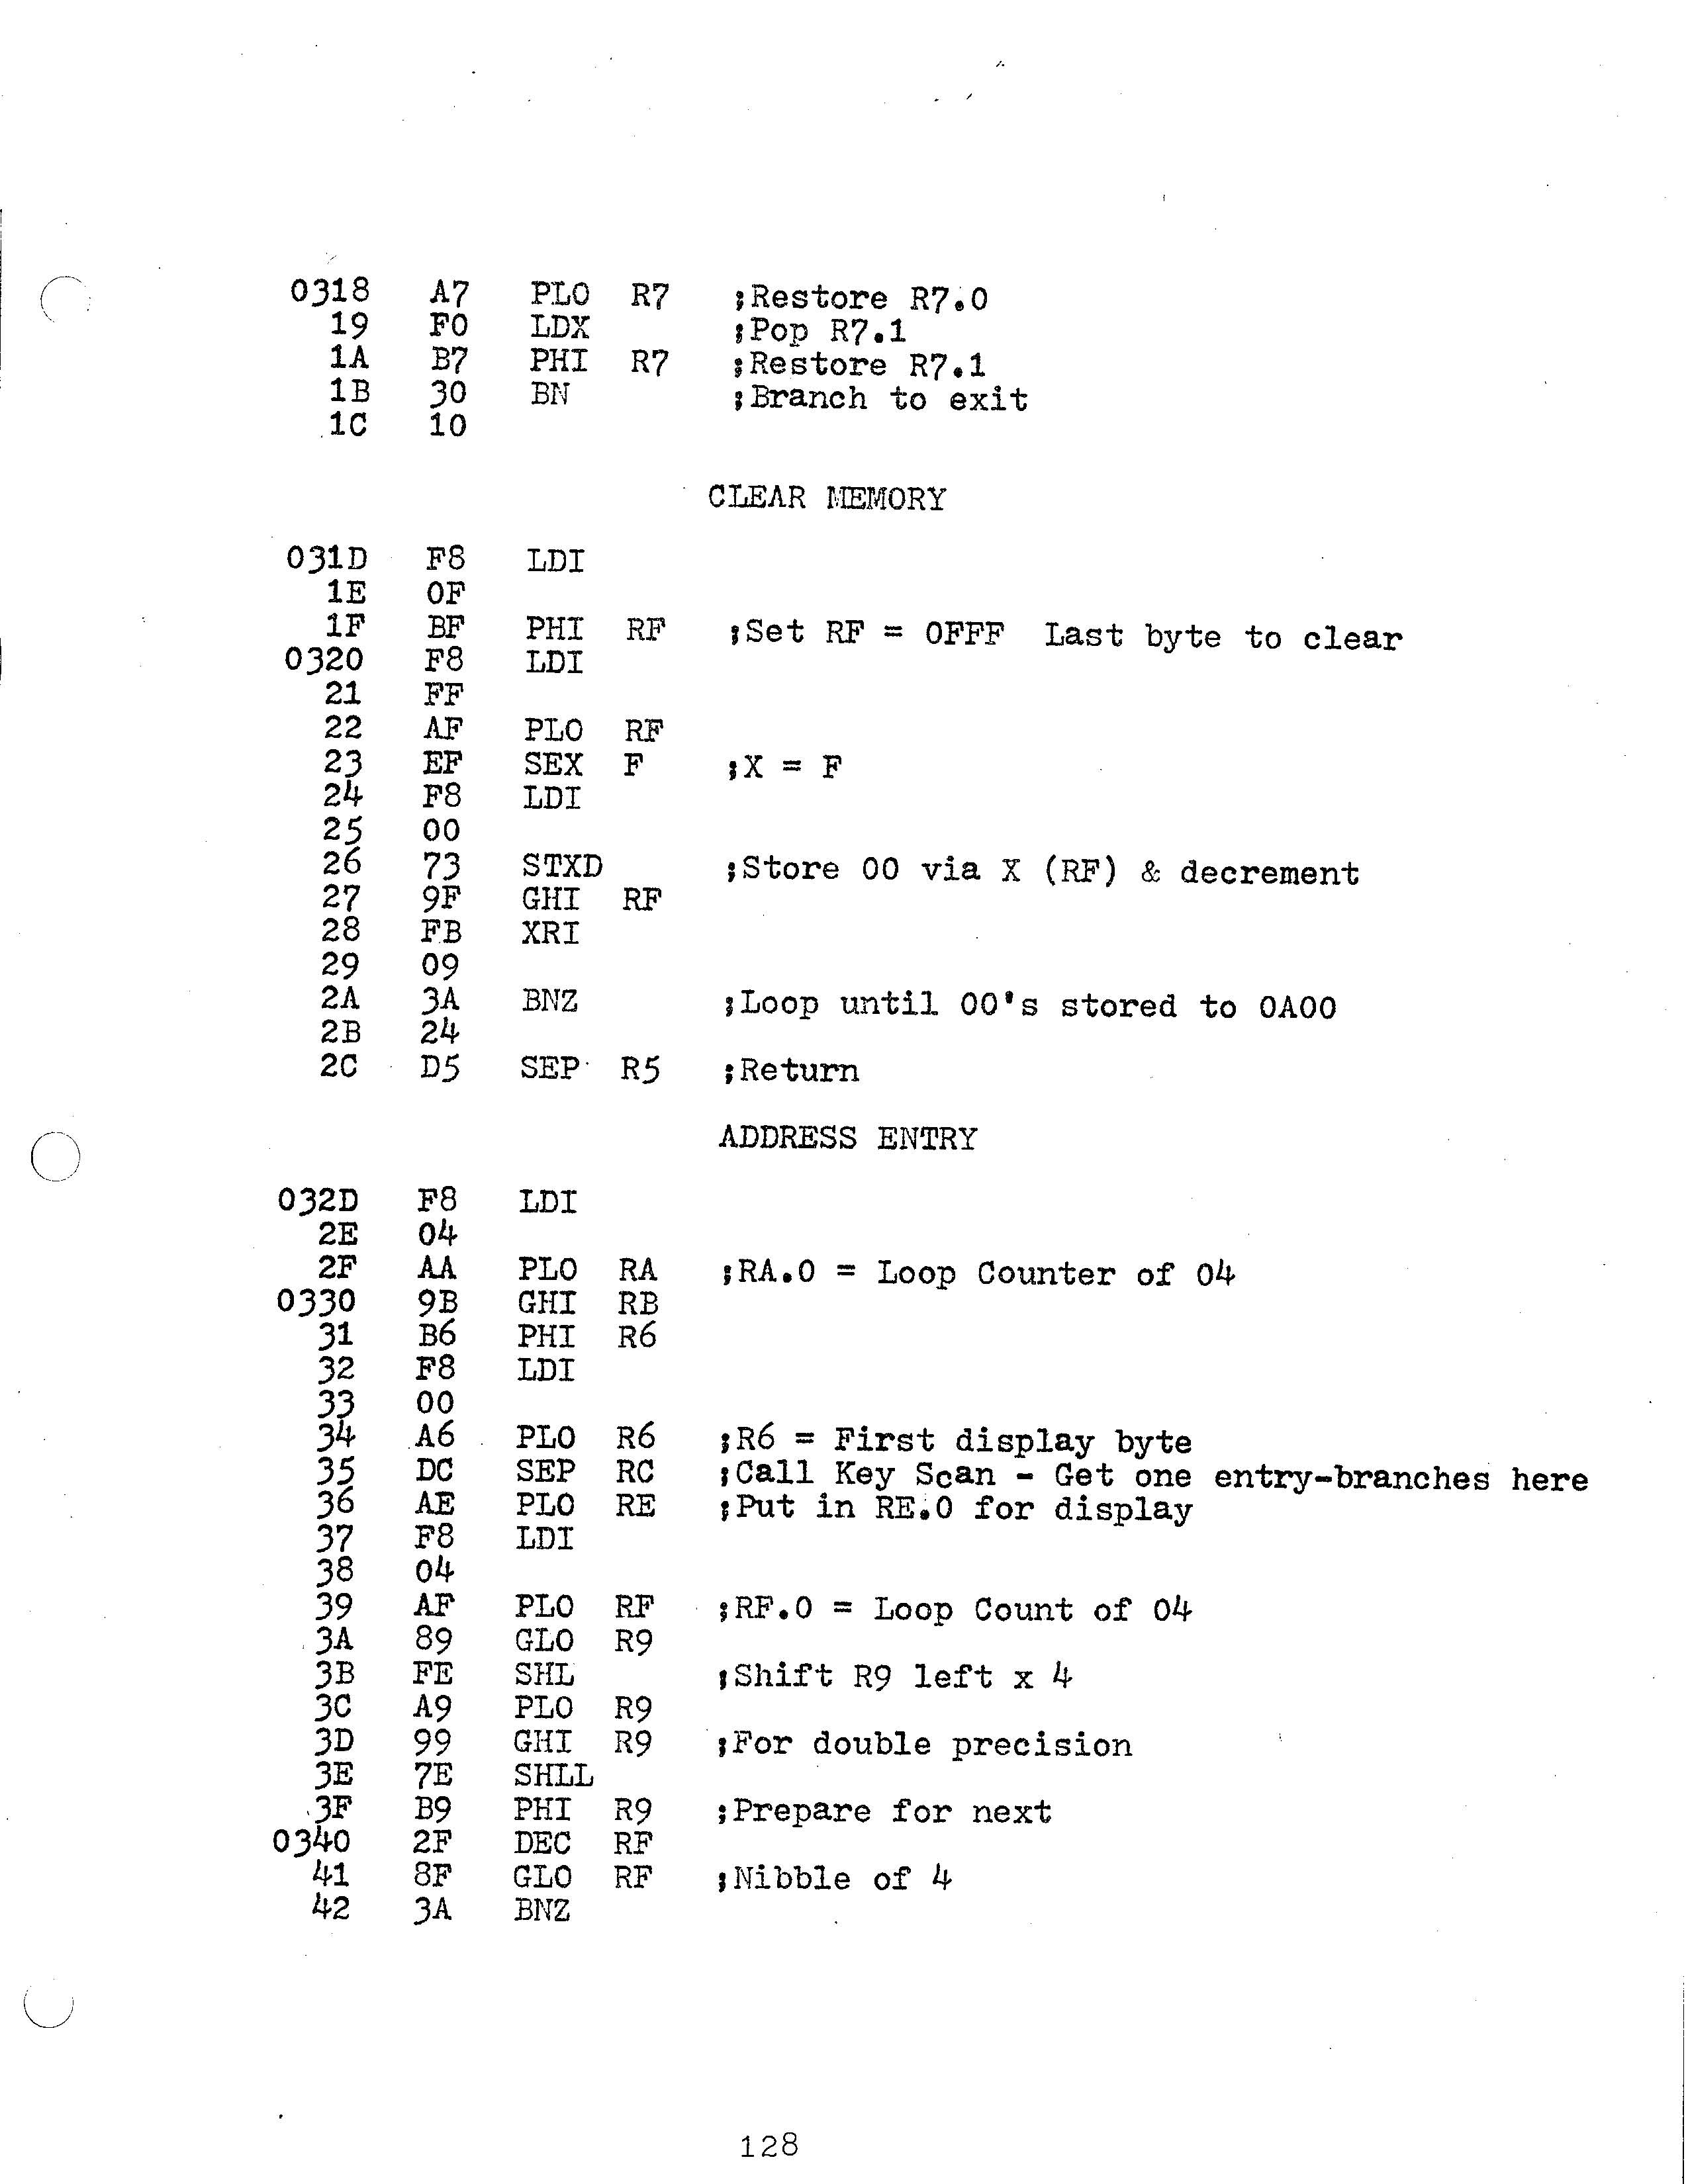 0318 A7 PLO R7 ;Restore R7.0
19 F0 LDX ;Pop R7.1
1A B7 PHI R7 ;Restore R7.1
1B 30 BN ;Branch to exit
1C 10
CLEAR MEMORY
031D F8 LDI
1E 0F
1F BF PHI RF ;Set RF = 0FFF Last byte to clear
0320 F8 LDI
21 FF
22 AF PLO RF
23 EF SEX F ;X = F
24 F8 LDI
25 00
26 73 STXD ;Store 00 via X (RF) & decrement
27 9F GHI RF
28 FB XRI
29 09
2A 3A BNZ ;Loop until 00's stored to 0A00
2B 24
2C D5 SEP R5 ;Return
ADDRESS ENTRY
032D F8 LDI
2E 04
2F AA PLO RA ;RA.0 = Loop Counter of 04
0330 9B GHI RB
31 B6 PHI R6
32 F8 LDI
33 00
34 A6 PLO R6 ;R6 = First display byte
35 DC SEP RC ;Call Key Scan - Get one entry-branches here
36 AE PLO RE ;Put in RE.0 for display
37 F8 LDI
38 04
39 AF PLO RF ;RF.0 = Loop Count of 04
3A 89 GLO R9
3B FE SHL ;Shift R9 left x 4
3C A9 PLO R9
3D 99 GHI R9 ;For double precision
3E 7E SHLL
3F B9 PHI R9 ;Prepare for next
0340 2F DEC RF
41 8F GLO RF ;Nibble of 4
42 3A BNZ
128